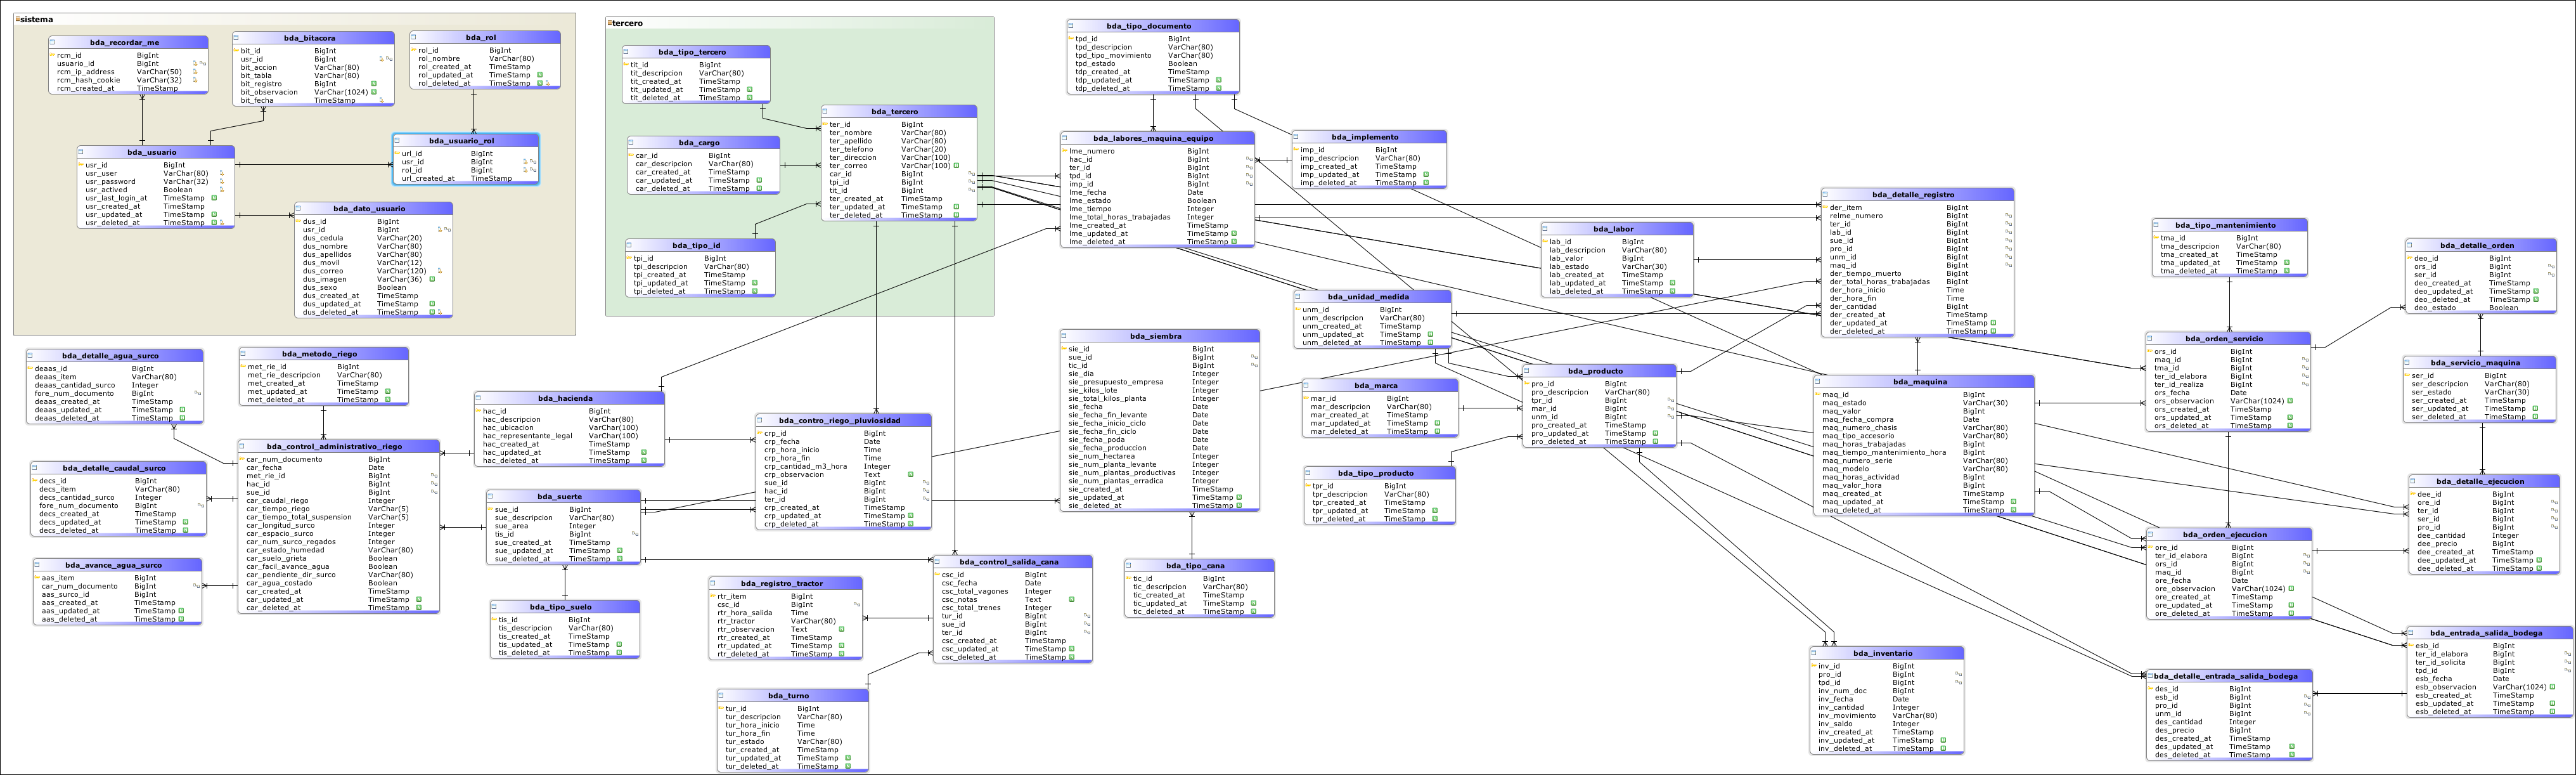 sistema
bda_recordar_me
rcm_id BigInt
usuario_id BigInt
rcm_ip_address VarChar(50)
rcm_hash_cookie VarChar(32)
rcm_created_at TimeStamp
bda_bitacora
bit_id BigInt
usr_id BigInt
bit_accion VarChar(80)
bit_tabla VarChar(80)
bit_registro BigInt
bit_observacion VarChar(1024)
bit_fecha TimeStamp
bda_rol
rol_id BigInt
rol_nombre VarChar(80)
rol_created_at TimeStamp
rol_updated_at TimeStamp
rol_deleted_at TimeStamp
bda_usuario
usr_id BigInt
usr_user VarChar(80)
usr_password VarChar(32)
usr_actived Boolean
usr_last_login_at TimeStamp
usr_created_at TimeStamp
usr_updated_at TimeStamp
usr_deleted_at TimeStamp
bda_usuario_rol
url_id BigInt
usr_id BigInt
rol_id BigInt
url_created_at TimeStamp
bda_dato_usuario
dus_id BigInt
usr_id BigInt
dus_cedula VarChar(20)
dus_nombre VarChar(80)
dus_apellidos VarChar(80)
dus_movil VarChar(12)
dus_correo VarChar(120)
dus_imagen VarChar(36)
dus_sexo Boolean
dus_created_at TimeStamp
dus_updated_at TimeStamp
dus_deleted_at TimeStamp
tercero
bda_tipo_tercero
tit_id BigInt
tit_descripcion VarChar(80)
tit_created_at TimeStamp
tit_updated_at TimeStamp
tit_deleted_at TimeStamp
bda_cargo
car_id BigInt
car_descripcion VarChar(80)
car_created_at TimeStamp
car_updated_at TimeStamp
car_deleted_at TimeStamp
bda_tercero
ter_id BigInt
ter_nombre VarChar(80)
ter_apellido VarChar(80)
ter_telefono VarChar(20)
ter_direccion VarChar(100)
ter_correo VarChar(100)
car_id BigInt
tpi_id BigInt
tit_id BigInt
ter_created_at TimeStamp
ter_updated_at TimeStamp
ter_deleted_at TimeStamp
bda_tipo_id
tpi_id BigInt
tpi_descripcion VarChar(80)
tpi_created_at TimeStamp
tpi_updated_at TimeStamp
tpi_deleted_at TimeStamp
bda_tipo_documento
tpd_id BigInt
tpd_descripcion VarChar(80)
tpd_tipo_movimiento VarChar(80)
tpd_estado Boolean
tdp_created_at TimeStamp
tdp_updated_at TimeStamp
tdp_deleted_at TimeStamp
bda_labores_maquina_equipo
lme_numero BigInt
hac_id BigInt
ter_id BigInt
tpd_id BigInt
imp_id BigInt
lme_fecha Date
lme_estado Boolean
lme_tiempo Integer
lme_total_horas_trabajadas Integer
lme_created_at TimeStamp
lme_updated_at TimeStamp
lme_deleted_at TimeStamp
bda_implemento
imp_id BigInt
imp_descripcion VarChar(80)
imp_created_at TimeStamp
imp_updated_at TimeStamp
imp_deleted_at TimeStamp
bda_labor
lab_id BigInt
lab_descripcion VarChar(80)
lab_valor BigInt
lab_estado VarChar(30)
lab_created_at TimeStamp
lab_updated_at TimeStamp
lab_deleted_at TimeStamp
bda_detalle_registro
der_item BigInt
relme_numero BigInt
ter_id BigInt
lab_id BigInt
sue_id BigInt
pro_id BigInt
unm_id BigInt
maq_id BigInt
der_tiempo_muerto BigInt
der_total_horas_trabajadas BigInt
der_hora_inicio Time
der_hora_fin Time
der_cantidad BigInt
der_created_at TimeStamp
der_updated_at TimeStamp
der_deleted_at TimeStamp
bda_tipo_mantenimiento
tma_id BigInt
tma_descripcion VarChar(80)
tma_created_at TimeStamp
tma_updated_at TimeStamp
tma_deleted_at TimeStamp
bda_detalle_orden
deo_id BigInt
ors_id BigInt
ser_id BigInt
deo_created_at TimeStamp
deo_updated_at TimeStamp
deo_deleted_at TimeStamp
deo_estado Boolean
bda_unidad_medida
unm_id BigInt
unm_descripcion VarChar(80)
unm_created_at TimeStamp
unm_updated_at TimeStamp
unm_deleted_at TimeStamp
bda_siembra
sie_id BigInt
sue_id BigInt
tic_id BigInt
sie_dia Integer
sie_presupuesto_empresa Integer
sie_kilos_lote Integer
sie_total_kilos_planta Integer
sie_fecha Date
sie_fecha_fin_levante Date
sie_fecha_inicio_ciclo Date
sie_fecha_fin_ciclo Date
sie_fecha_poda Date
sie_fecha_produccion Date
sie_num_hectarea Integer
sie_num_planta_levante Integer
sie_num_plantas_productivas Integer
sie_num_plantas_erradica Integer
sie_created_at TimeStamp
sie_updated_at TimeStamp
sie_deleted_at TimeStamp
bda_orden_servicio
ors_id BigInt
maq_id BigInt
tma_id BigInt
ter_id_elabora BigInt
ter_id_realiza BigInt
ors_fecha Date
ors_observacion VarChar(1024)
ors_created_at TimeStamp
ors_updated_at TimeStamp
ors_deleted_at TimeStamp
bda_servicio_maquina
ser_id BigInt
ser_descripcion VarChar(80)
ser_estado VarChar(30)
ser_created_at TimeStamp
ser_updated_at TimeStamp
ser_deleted_at TimeStamp
bda_detalle_agua_surco
deaas_id BigInt
deaas_item VarChar(80)
deaas_cantidad_surco Integer
fore_num_documento BigInt
deaas_created_at TimeStamp
deaas_updated_at TimeStamp
deaas_deleted_at TimeStamp
bda_metodo_riego
met_rie_id BigInt
met_rie_descripcion VarChar(80)
met_created_at TimeStamp
met_updated_at TimeStamp
met_deleted_at TimeStamp
bda_hacienda
hac_id BigInt
hac_descripcion VarChar(80)
hac_ubicacion VarChar(100)
hac_representante_legal VarChar(100)
hac_created_at TimeStamp
hac_updated_at TimeStamp
hac_deleted_at TimeStamp
bda_contro_riego_pluviosidad
crp_id BigInt
crp_fecha Date
crp_hora_inicio Time
crp_hora_fin Time
crp_cantidad_m3_hora Integer
crp_observacion Text
sue_id BigInt
hac_id BigInt
ter_id BigInt
crp_created_at TimeStamp
crp_updated_at TimeStamp
crp_deleted_at TimeStamp
bda_marca
mar_id BigInt
mar_descripcion VarChar(80)
mar_created_at TimeStamp
mar_updated_at TimeStamp
mar_deleted_at TimeStamp
bda_producto
pro_id BigInt
pro_descripcion VarChar(80)
tpr_id BigInt
mar_id BigInt
unm_id BigInt
pro_created_at TimeStamp
pro_updated_at TimeStamp
pro_deleted_at TimeStamp
bda_maquina
maq_id BigInt
maq_estado VarChar(30)
maq_valor BigInt
maq_fecha_compra Date
maq_numero_chasis VarChar(80)
maq_tipo_accesorio VarChar(80)
maq_horas_trabajadas BigInt
maq_tiempo_mantenimiento_hora BigInt
maq_numero_serie VarChar(80)
maq_modelo VarChar(80)
maq_horas_actividad BigInt
maq_valor_hora BigInt
maq_created_at TimeStamp
maq_updated_at TimeStamp
maq_deleted_at TimeStamp
bda_control_administrativo_riego
car_num_documento BigInt
car_fecha Date
met_rie_id BigInt
hac_id BigInt
sue_id BigInt
car_caudal_riego Integer
car_tiempo_riego VarChar(5)
car_tiempo_total_suspension VarChar(5)
car_longitud_surco Integer
car_espacio_surco Integer
car_num_surco_regados Integer
car_estado_humedad VarChar(80)
car_suelo_grieta Boolean
car_facil_avance_agua Boolean
car_pendiente_dir_surco VarChar(80)
car_agua_costado Boolean
car_created_at TimeStamp
car_updated_at TimeStamp
car_deleted_at TimeStamp
bda_detalle_caudal_surco
decs_id BigInt
decs_item VarChar(80)
decs_cantidad_surco Integer
fore_num_documento BigInt
decs_created_at TimeStamp
decs_updated_at TimeStamp
decs_deleted_at TimeStamp
bda_suerte
sue_id BigInt
sue_descripcion VarChar(80)
sue_area Integer
tis_id BigInt
sue_created_at TimeStamp
sue_updated_at TimeStamp
sue_deleted_at TimeStamp
bda_tipo_producto
tpr_id BigInt
tpr_descripcion VarChar(80)
tpr_created_at TimeStamp
tpr_updated_at TimeStamp
tpr_deleted_at TimeStamp
bda_detalle_ejecucion
dee_id BigInt
ore_id BigInt
ter_id BigInt
ser_id BigInt
pro_id BigInt
dee_cantidad Integer
dee_precio BigInt
dee_created_at TimeStamp
dee_updated_at TimeStamp
dee_deleted_at TimeStamp
bda_avance_agua_surco
aas_item BigInt
car_num_documento BigInt
aas_surco_id BigInt
aas_created_at TimeStamp
aas_updated_at TimeStamp
aas_deleted_at TimeStamp
bda_tipo_suelo
tis_id BigInt
tis_descripcion VarChar(80)
tis_created_at TimeStamp
tis_updated_at TimeStamp
tis_deleted_at TimeStamp
bda_registro_tractor
rtr_item BigInt
csc_id BigInt
rtr_hora_salida Time
rtr_tractor VarChar(80)
rtr_observacion Text
rtr_created_at TimeStamp
rtr_updated_at TimeStamp
rtr_deleted_at TimeStamp
bda_control_salida_cana
csc_id BigInt
csc_fecha Date
csc_total_vagones Integer
csc_notas Text
csc_total_trenes Integer
tur_id BigInt
sue_id BigInt
ter_id BigInt
csc_created_at TimeStamp
csc_updated_at TimeStamp
csc_deleted_at TimeStamp
bda_tipo_cana
tic_id BigInt
tic_descripcion VarChar(80)
tic_created_at TimeStamp
tic_updated_at TimeStamp
tic_deleted_at TimeStamp
bda_orden_ejecucion
ore_id BigInt
ter_id_elabora BigInt
ors_id BigInt
maq_id BigInt
ore_fecha Date
ore_observacion VarChar(1024)
ore_created_at TimeStamp
ore_updated_at TimeStamp
ore_deleted_at TimeStamp
bda_turno
tur_id BigInt
tur_descripcion VarChar(80)
tur_hora_inicio Time
tur_hora_fin Time
tur_estado VarChar(80)
tur_created_at TimeStamp
tur_updated_at TimeStamp
tur_deleted_at TimeStamp
bda_inventario
inv_id BigInt
pro_id BigInt
tpd_id BigInt
inv_num_doc BigInt
inv_fecha Date
inv_cantidad Integer
inv_movimiento VarChar(80)
inv_saldo Integer
inv_created_at TimeStamp
inv_updated_at TimeStamp
inv_deleted_at TimeStamp
bda_detalle_entrada_salida_bodega
des_id BigInt
esb_id BigInt
pro_id BigInt
unm_id BigInt
des_cantidad Integer
des_precio BigInt
des_created_at TimeStamp
des_updated_at TimeStamp
des_deleted_at TimeStamp
bda_entrada_salida_bodega
esb_id BigInt
ter_id_elabora BigInt
ter_id_solicita BigInt
tpd_id BigInt
esb_fecha Date
esb_observacion VarChar(1024)
esb_created_at TimeStamp
esb_updated_at TimeStamp
esb_deleted_at TimeStamp